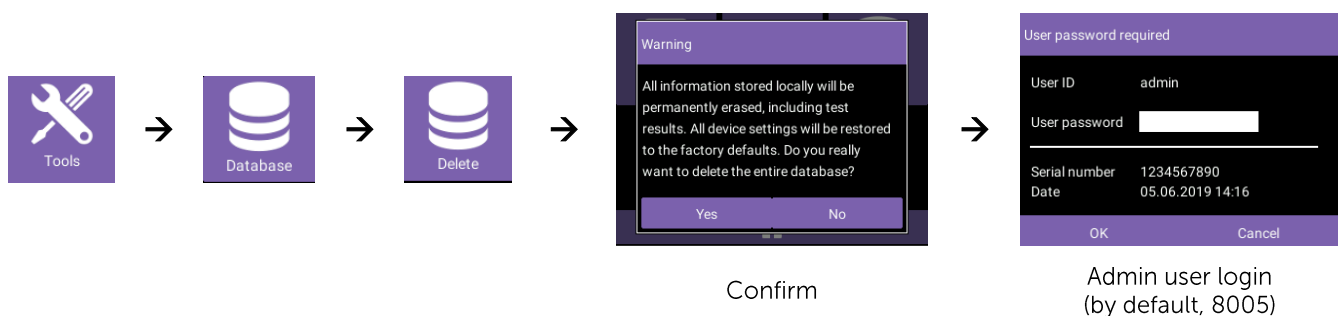 Tools
→
Database
→
Delete
→
Warning
All information stored locally will be
permanently erased, including test
results. All device settings will be restored
to the factory defaults. Do you really
want to delete the entire database?
Yes No
Confirm
→
User password required
User ID admin
User password
Serial number 1234567890
Date 05.06.2019 14:16
OK Cancel
Admin user login
(by default, 8005)